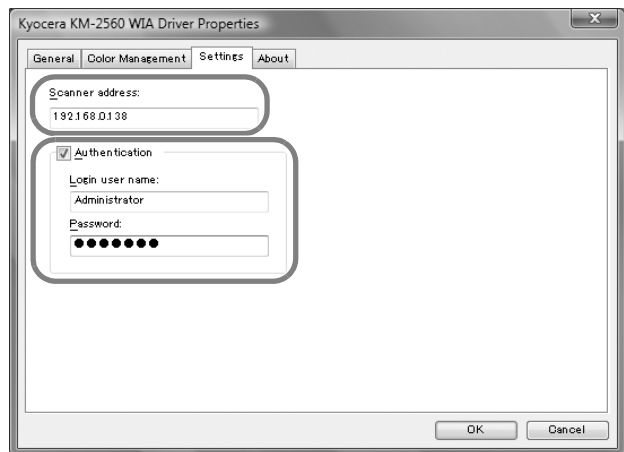 Kyocera KM-2560 WIA Driver Properties
General Color Management Settings About
Scanner address:
192.168.0.138
Authentication
Login user name:
Administrator
Password:
●●●●●●●
OK Cancel